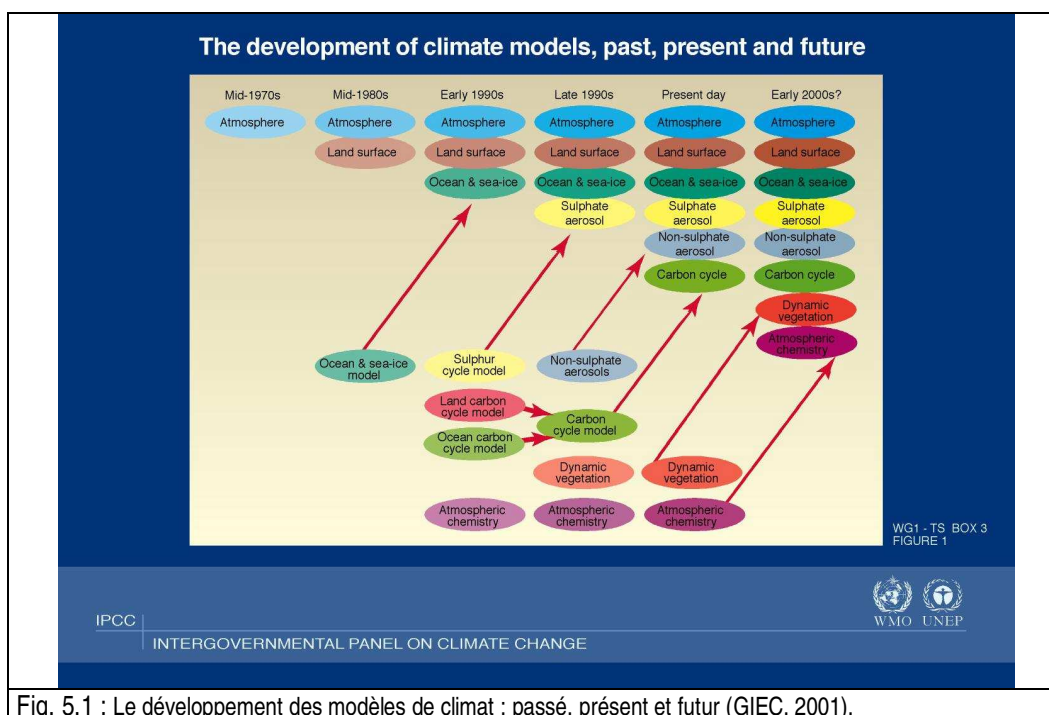 The development of climate models, past, present and future
Mid-1970s
Mid-1980s
Early 1990s
Late 1990s
Present day
Early 2000s?
Atmosphere
Atmosphere
Atmosphere
Atmosphere
Atmosphere
Atmosphere
Land surface
Land surface
Land surface
Land surface
Land surface
Ocean & sea-ice
Ocean & sea-ice
Ocean & sea-ice
Ocean & sea-ice
Sulphate
aerosol
Sulphate
aerosol
Sulphate
aerosol
Non-sulphate
aerosol
Non-sulphate
aerosol
Carbon cycle
Carbon cycle
Dynamic
vegetation
Atmospheric
chemistry
Ocean & sea-ice
model
Sulphur
cycle model
Non-sulphate
aerosols
Land carbon
cycle model
Carbon
cycle model
Ocean carbon
cycle model
Dynamic
vegetation
Dynamic
vegetation
Atmospheric
chemistry
Atmospheric
chemistry
Atmospheric
chemistry
WG1 - TS BOX 3
FIGURE 1
IPCC
INTERGOVERNMENTAL PANEL ON CLIMATE CHANGE
WMO UNEP
Fig. 5.1 : Le développement des modèles de climat : passé, présent et futur (GIEC, 2001).